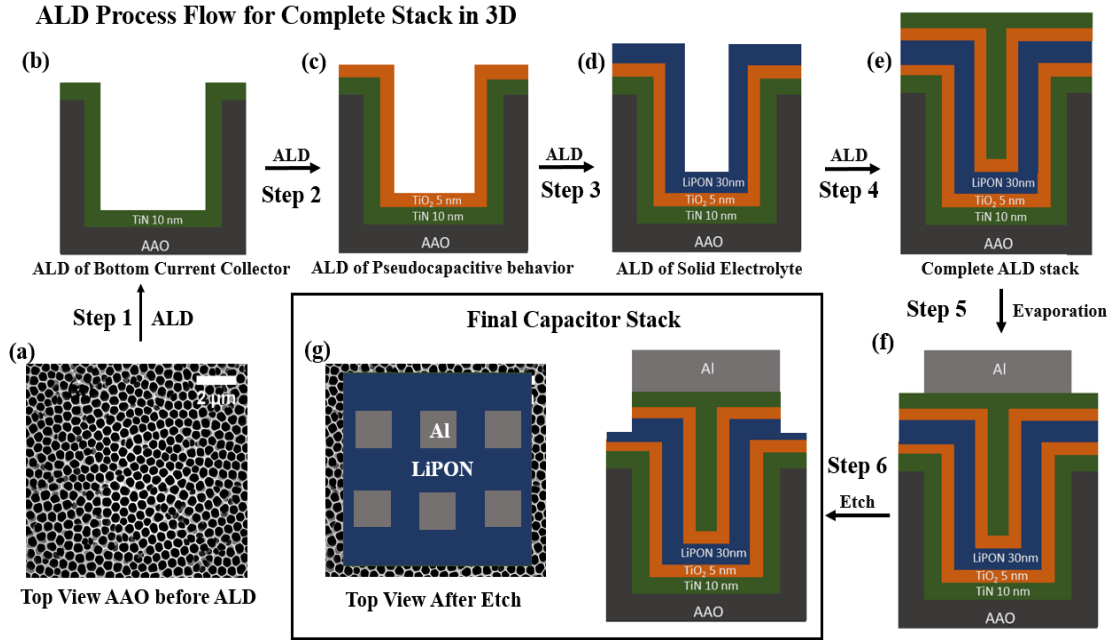 ALD Process Flow for Complete Stack in 3D
(b)
TiN 10 nm
AAO
ALD of Bottom Current Collector
ALD
Step 2
(c)
TiO₂ 5 nm
TiN 10 nm
AAO
ALD of Pseudocapacitive behavior
ALD
Step 3
(d)
LiPON 30nm
TiO₂ 5 nm
TiN 10 nm
AAO
ALD of Solid Electrolyte
ALD
Step 4
(e)
LiPON 30nm
TiO₂ 5 nm
TiN 10 nm
AAO
Complete ALD stack
Step 1
ALD
(a)
2 μm
Top View AAO before ALD
Final Capacitor Stack
(g)
Al
LiPON
Top View After Etch
Al
LiPON 30nm
TiO₂ 5 nm
TiN 10 nm
AAO
Step 5
Evaporation
(f)
Al
LiPON 30nm
TiO₂ 5 nm
TiN 10 nm
AAO
Step 6
Etch